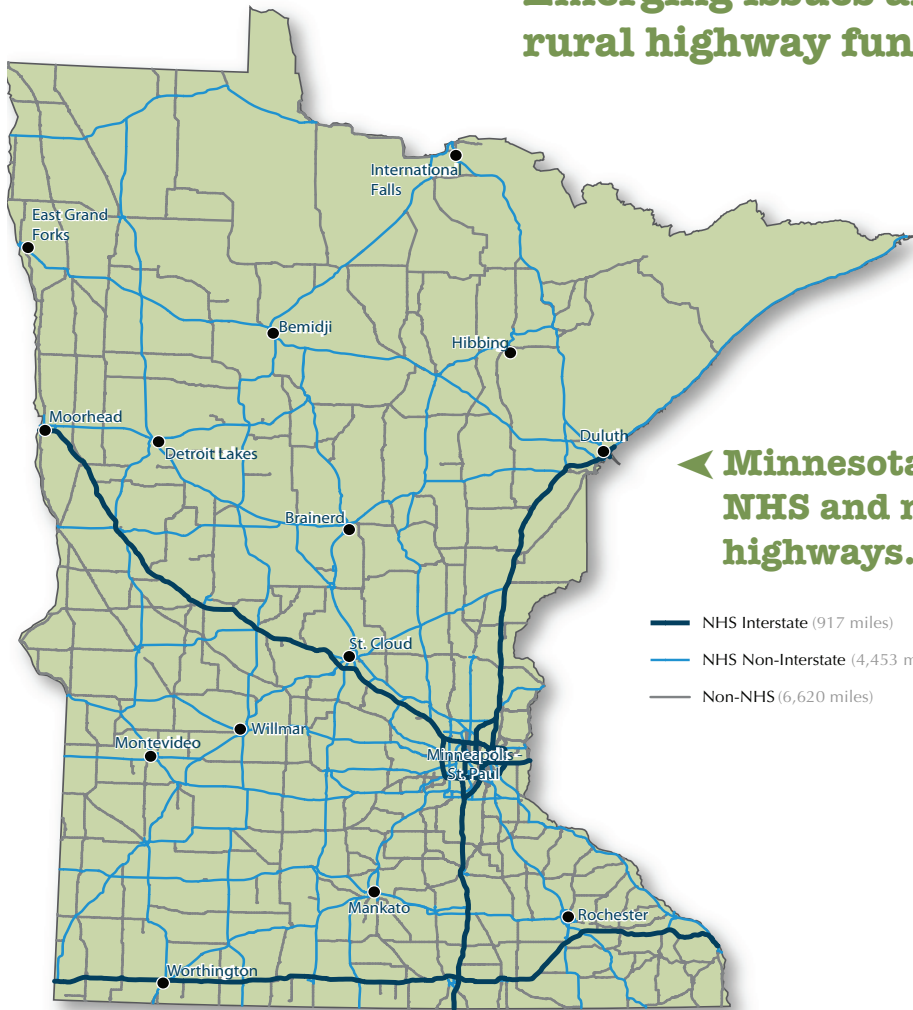 Emerging issues a
rural highway fun
International
Falls
East Grand
Forks
Bemidji
Hibbing
Moorhead
Detroit Lakes
Duluth
Minnesota
NHS and
highways.
Brainerd
NHS Interstate (917 miles)
St. Cloud
NHS Non-Interstate (4,453 m
Non-NHS (6,620 miles)
Willmar
Montevideo
Minneapolis -
St. Paul
Mankato
Rochester
Worthington